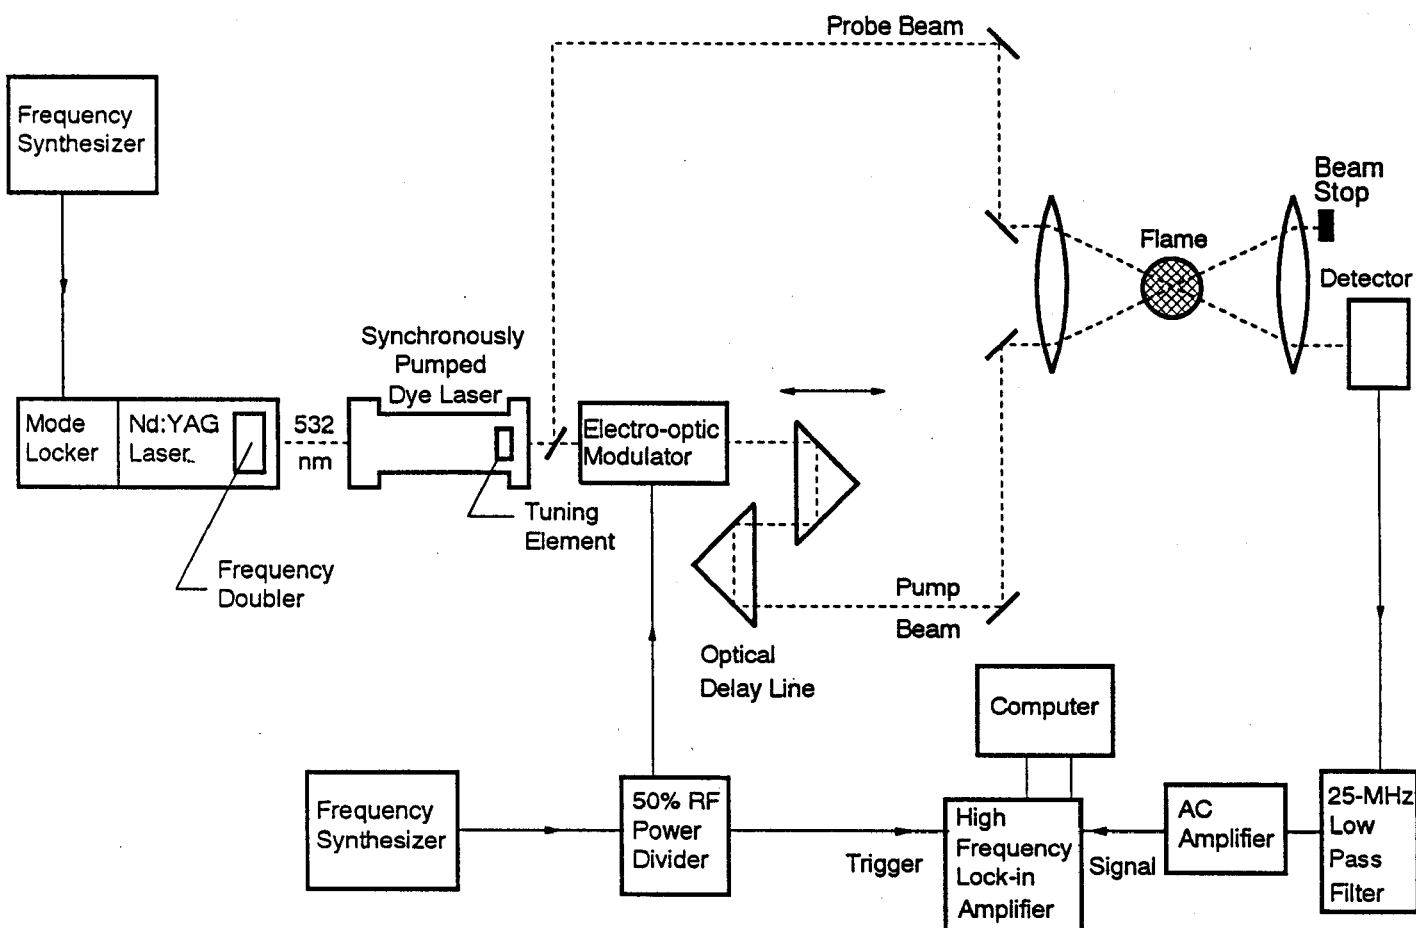 Probe Beam
Frequency
Synthesizer
Beam
Stop
Flame
Detector
Synchronously
Pumped
Dye Laser
Mode
Locker
Nd:YAG
Laser
532
nm
Electro-optic
Modulator
Tuning
Element
Frequency
Doubler
Pump
Beam
Optical
Delay Line
Computer
Frequency
Synthesizer
50% RF
Power
Divider
Trigger
High
Frequency
Lock-in
Amplifier
Signal
AC
Amplifier
25-MHz
Low
Pass
Filter